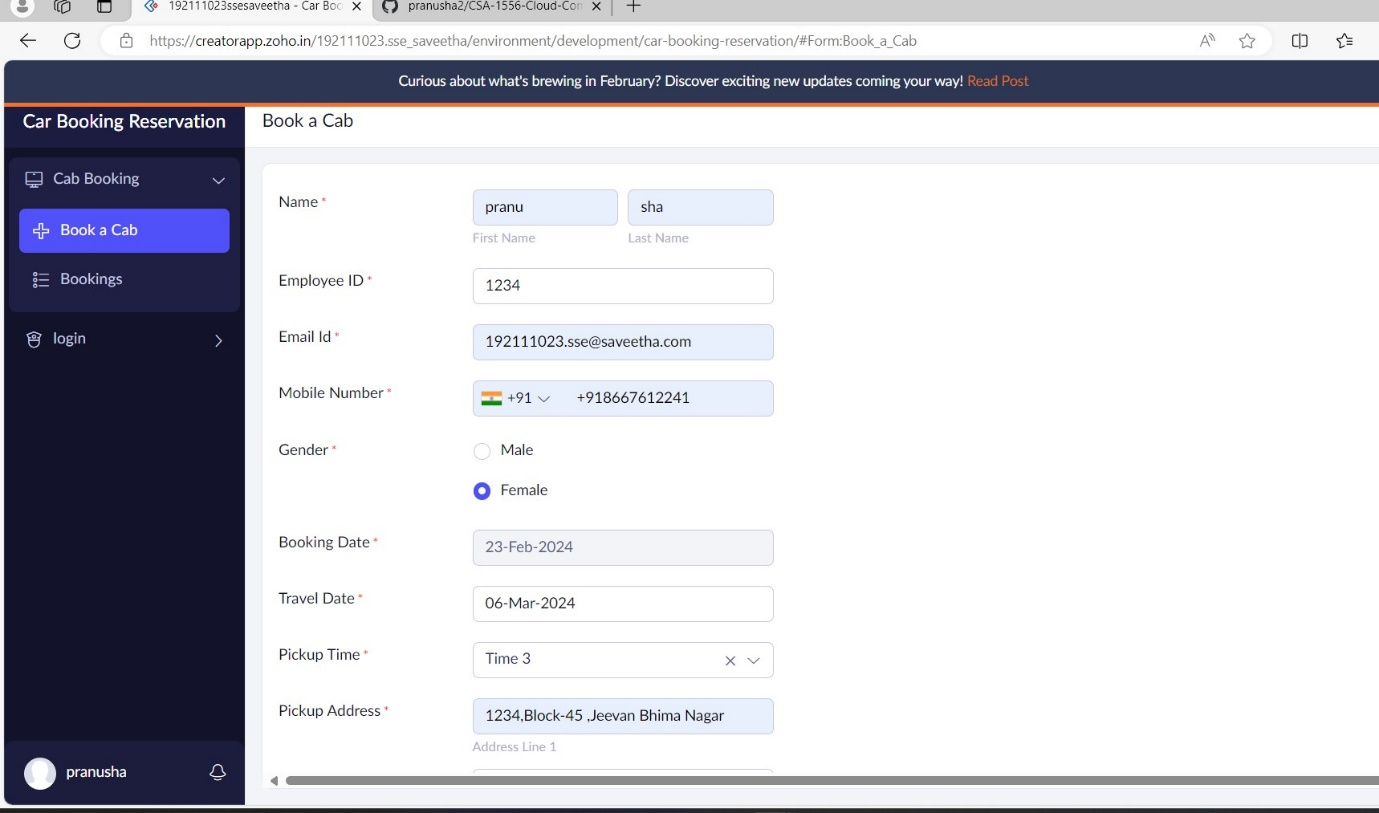 192111023ssesaveetha - Car Boo
pranusha2/CSA-1556-Cloud-Con
https://creatorapp.zoho.in/192111023.sse_saveetha/environment/development/car-booking-reservation/#Form:Book_a_Cab
Curious about what's brewing in February? Discover exciting new updates coming your way! Read Post
Car Booking Reservation
Book a Cab
Cab Booking
Book a Cab
Bookings
login
Name *
pranu
sha
First Name
Last Name
Employee ID *
1234
Email Id *
192111023.sse@saveetha.com
Mobile Number *
+91
+918667612241
Gender *
Male
Female
Booking Date *
23-Feb-2024
Travel Date *
06-Mar-2024
Pickup Time *
Time 3
Pickup Address *
1234,Block-45 ,Jeevan Bhima Nagar
Address Line 1
pranusha